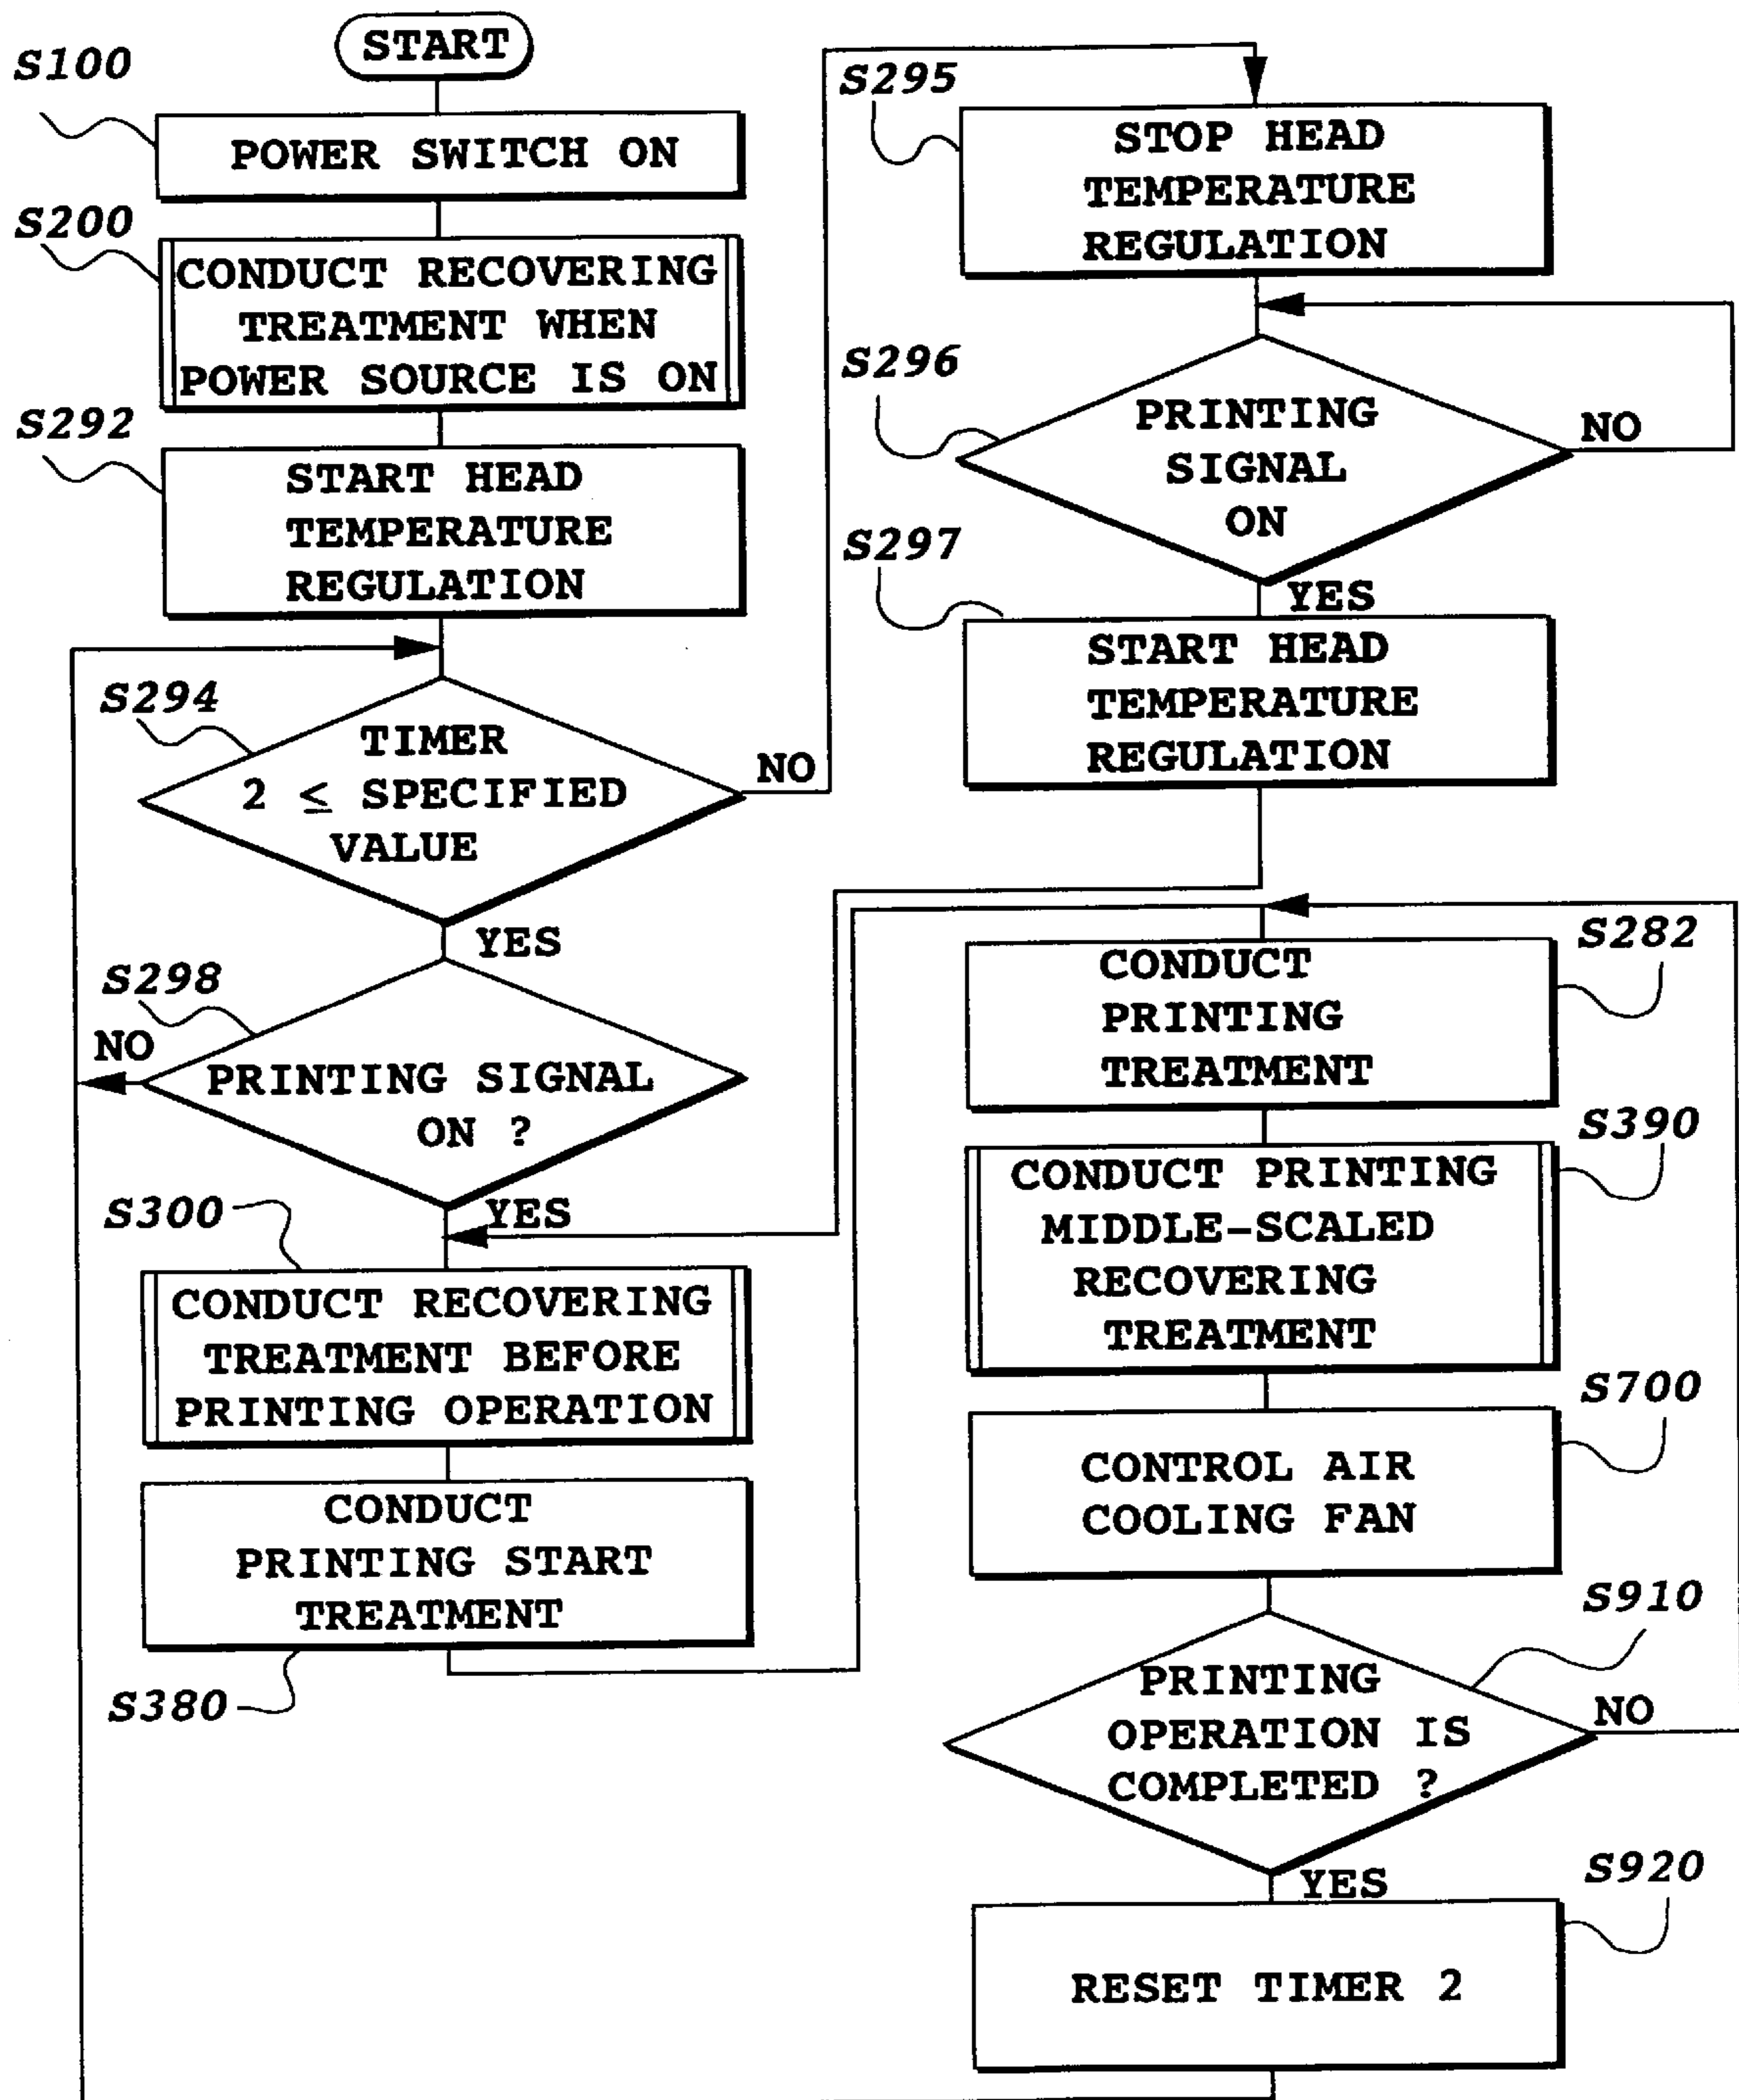 START
S100
POWER SWITCH ON
S200
CONDUCT RECOVERING
TREATMENT WHEN
POWER SOURCE IS ON
S292
START HEAD
TEMPERATURE
REGULATION
S294
TIMER
2 ≤ SPECIFIED
VALUE
NO
YES
S298
NO
PRINTING SIGNAL
ON ?
YES
S300
CONDUCT RECOVERING
TREATMENT BEFORE
PRINTING OPERATION
CONDUCT
PRINTING START
TREATMENT
S380
S295
STOP HEAD
TEMPERATURE
REGULATION
S296
PRINTING
SIGNAL
ON
NO
YES
S297
START HEAD
TEMPERATURE
REGULATION
S282
CONDUCT
PRINTING
TREATMENT
S390
CONDUCT PRINTING
MIDDLE-SCALED
RECOVERING
TREATMENT
S700
CONTROL AIR
COOLING FAN
S910
PRINTING
OPERATION IS
COMPLETED ?
NO
YES
S920
RESET TIMER 2